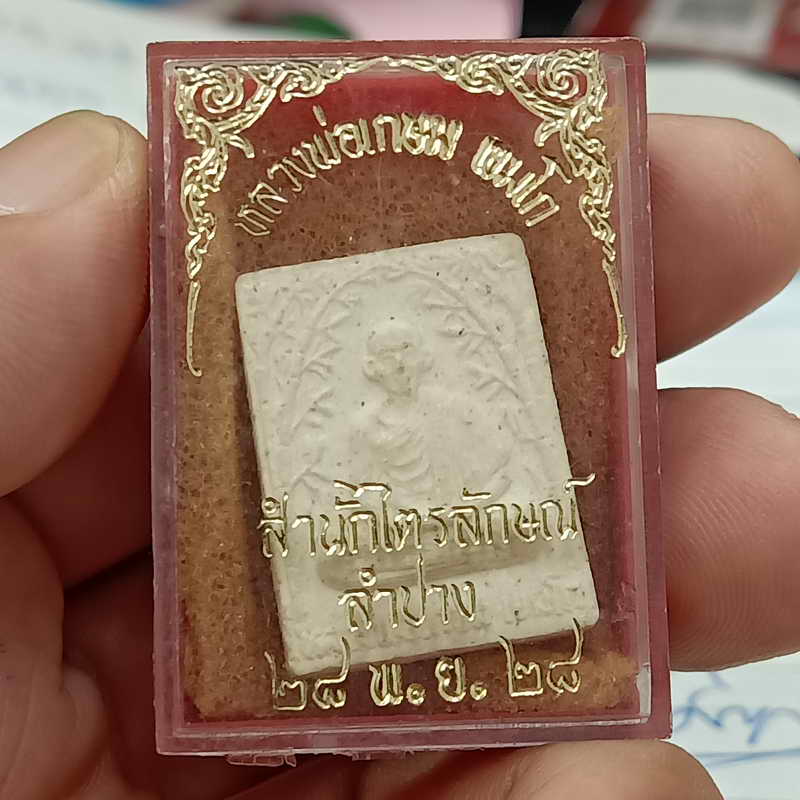 หลวงพ่อเกษม เขมโก
สำนักไตรลักษณ์
ลำปาง
๒๘ พ.ย. ๒๘